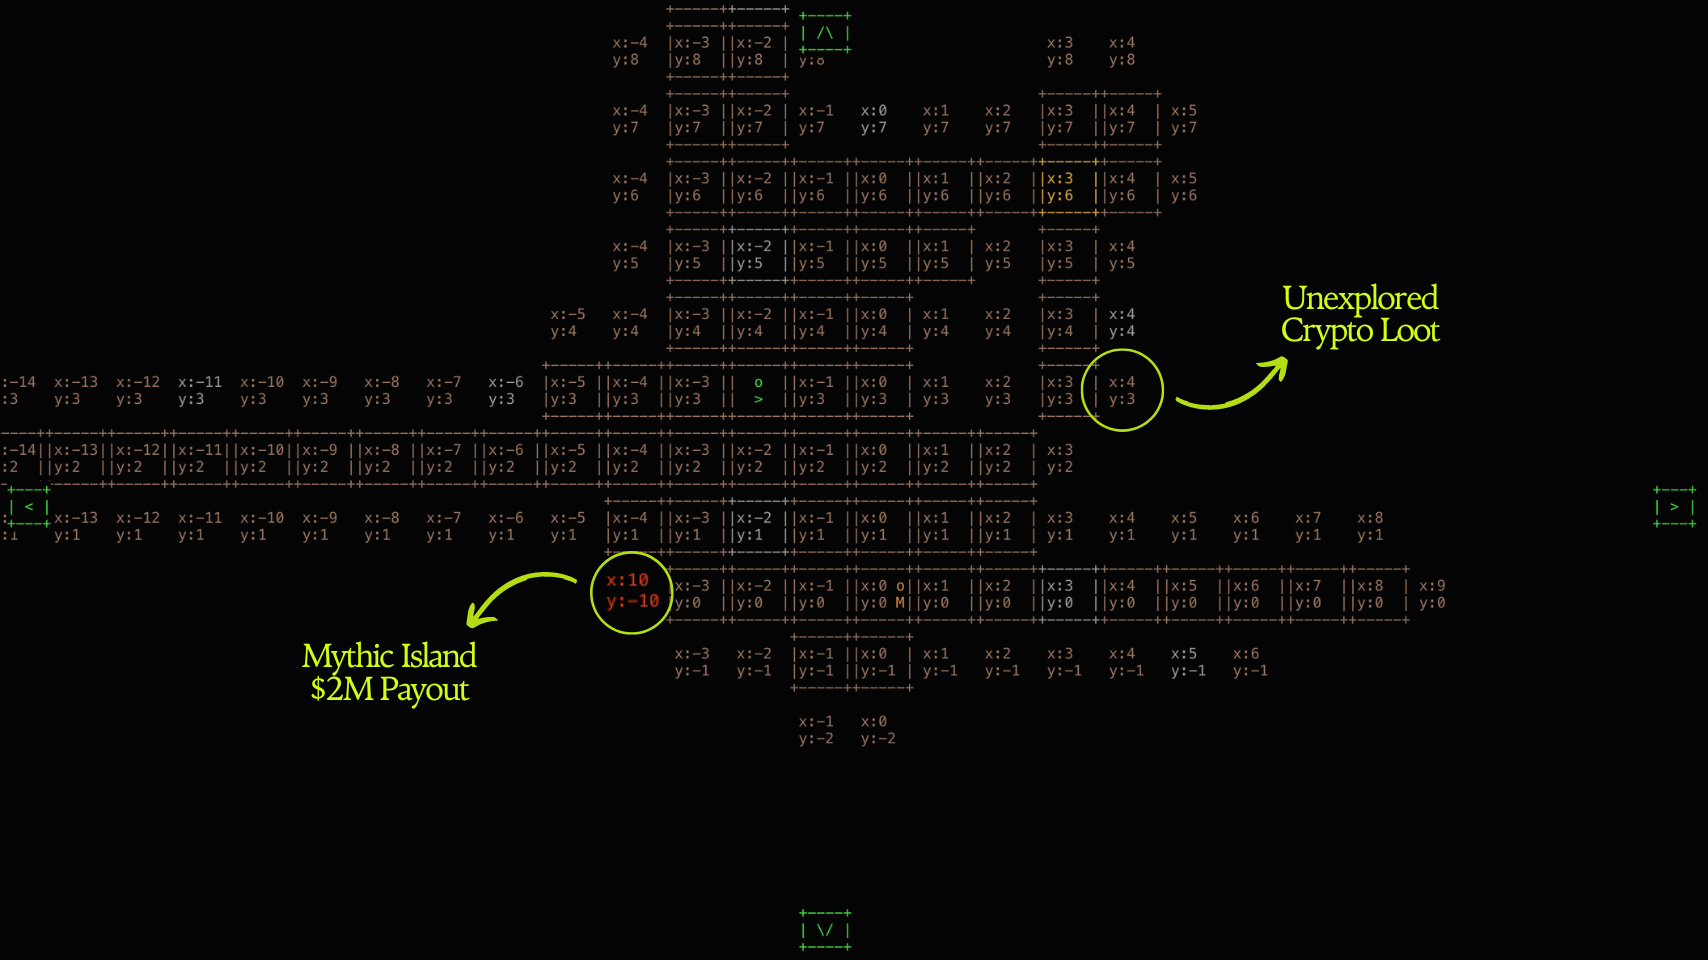 /\
x:-4 x:-3 x:-2 x:3 x:4
y:8 y:8 y:8 y:8 y:8
x:-4 x:-3 x:-2 x:-1 x:0 x:1 x:2 x:3 x:4 x:5
y:7 y:7 y:7 y:7 y:7 y:7 y:7 y:7 y:7 y:7
x:-4 x:-3 x:-2 x:-1 x:0 x:1 x:2 x:3 x:4 x:5
y:6 y:6 y:6 y:6 y:6 y:6 y:6 y:6 y:6 y:6
x:-4 x:-3 x:-2 x:-1 x:0 x:1 x:2 x:3 x:4
y:5 y:5 y:5 y:5 y:5 y:5 y:5 y:5 y:5
x:-5 x:-4 x:-3 x:-2 x:-1 x:0 x:1 x:2 x:3 x:4
y:4 y:4 y:4 y:4 y:4 y:4 y:4 y:4 y:4 y:4
Unexplored
Crypto Loot
:-14 x:-13 x:-12 x:-11 x:-10 x:-9 x:-8 x:-7 x:-6 x:-5 x:-4 x:-3 o x:-1 x:0 x:1 x:2 x:3 x:4
:3 y:3 y:3 y:3 y:3 y:3 y:3 y:3 y:3 y:3 y:3 y:3 > y:3 y:3 y:3 y:3 y:3 y:3
:-14 x:-13 x:-12 x:-11 x:-10 x:-9 x:-8 x:-7 x:-6 x:-5 x:-4 x:-3 x:-2 x:-1 x:0 x:1 x:2 x:3
:2 y:2 y:2 y:2 y:2 y:2 y:2 y:2 y:2 y:2 y:2 y:2 y:2 y:2 y:2 y:2 y:2 y:2
< >
x:-13 x:-12 x:-11 x:-10 x:-9 x:-8 x:-7 x:-6 x:-5 x:-4 x:-3 x:-2 x:-1 x:0 x:1 x:2 x:3 x:4 x:5 x:6 x:7 x:8
y:1 y:1 y:1 y:1 y:1 y:1 y:1 y:1 y:1 y:1 y:1 y:1 y:1 y:1 y:1 y:1 y:1 y:1 y:1 y:1 y:1 y:1
x:10 x:-3 x:-2 x:-1 x:0 o x:1 x:2 x:3 x:4 x:5 x:6 x:7 x:8 x:9
y:-10 y:0 y:0 y:0 y:0 M y:0 y:0 y:0 y:0 y:0 y:0 y:0 y:0 y:0
Mythic Island
$2M Payout
x:-3 x:-2 x:-1 x:0 x:1 x:2 x:3 x:4 x:5 x:6
y:-1 y:-1 y:-1 y:-1 y:-1 y:-1 y:-1 y:-1 y:-1 y:-1
x:-1 x:0
y:-2 y:-2
\/